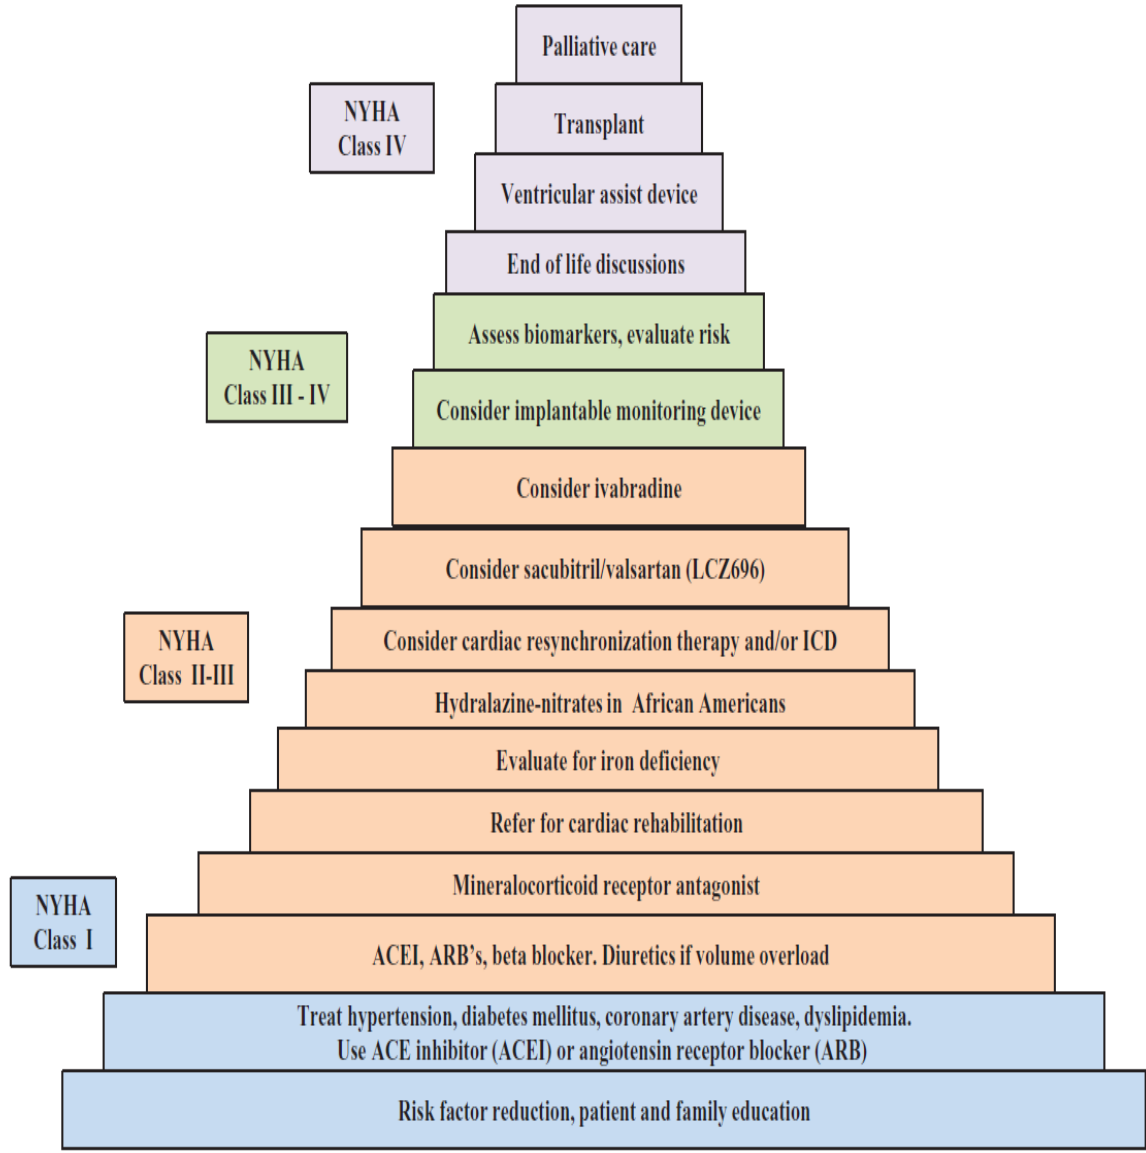 Palliative care
NYHA
Class IV
Transplant
Ventricular assist device
End of life discussions
Assess biomarkers, evaluate risk
NYHA
Class III - IV
Consider implantable monitoring device
Consider ivabradine
Consider sacubitril/valsartan (LCZ696)
NYHA
Class II-III
Consider cardiac resynchronization therapy and/or ICD
Hydralazine-nitrates in African Americans
Evaluate for iron deficiency
Refer for cardiac rehabilitation
Mineralocorticoid receptor antagonist
NYHA
Class I
ACEI, ARB’s, beta blocker. Diuretics if volume overload
Treat hypertension, diabetes mellitus, coronary artery disease, dyslipidemia.
Use ACE inhibitor (ACEI) or angiotensin receptor blocker (ARB)
Risk factor reduction, patient and family education